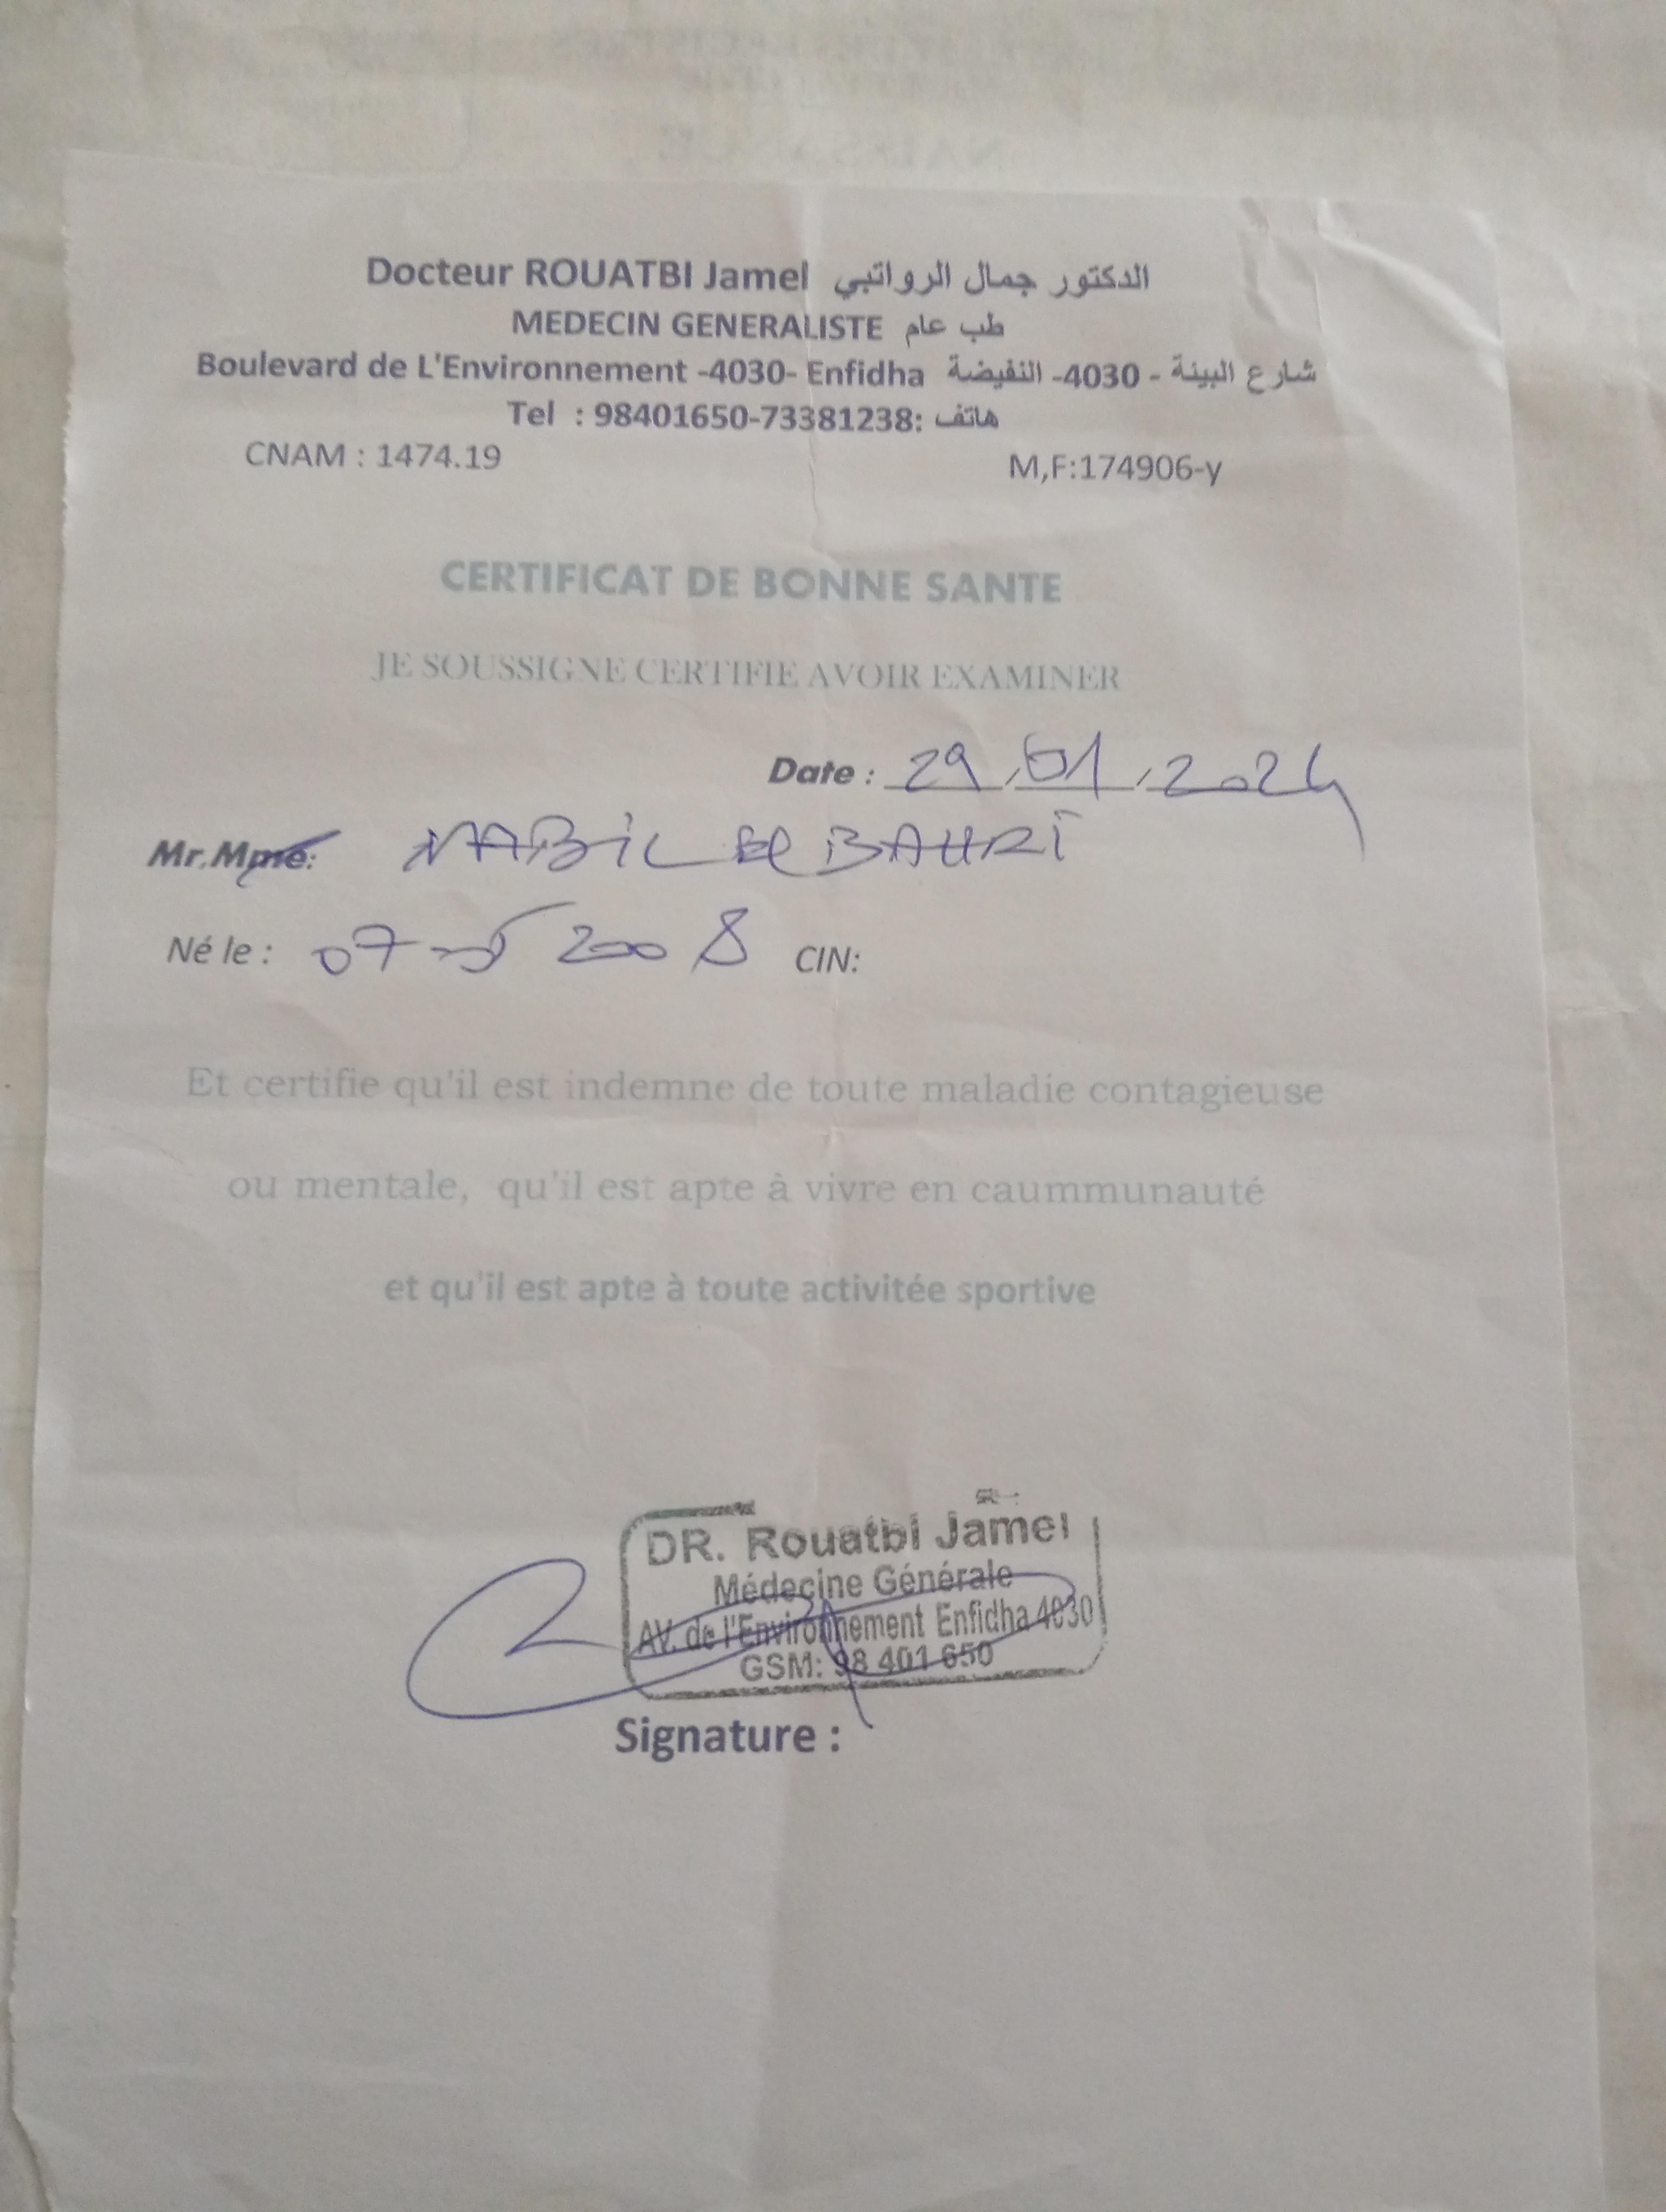 Docteur ROUATBI Jamel الدكتور جمال الرواتبي
MEDECIN GENERALISTE طب عام
Boulevard de L'Environnement -4030- Enfidha شارع البيئة - 4030- النفيضة
Tel : 98401650-73381238: هاتف
CNAM : 1474.19 M,F:174906-y
CERTIFICAT DE BONNE SANTE
JE SOUSSIGNE CERTIFIE AVOIR EXAMINER
Date : 29/01/2024
Mr.Mme: NABIL El BAHRI
Né le : 07 2008 CIN:
Et certifie qu'il est indemne de toute maladie contagieuse
ou mentale, qu'il est apte à vivre en caummunauté
et qu'il est apte à toute activitée sportive
DR. Rouatbi Jamel
Médecine Générale
AV. de l'Environnement Enfidha 4030
GSM: 98 401 650
Signature :